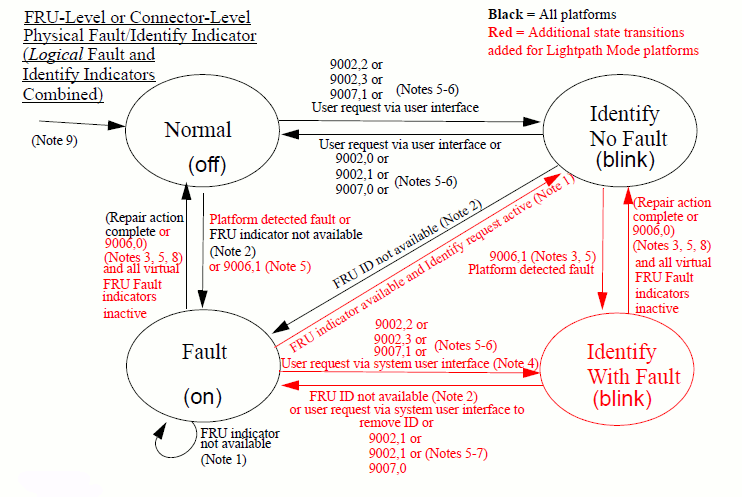 FRU-Level or Connector-Level
Physical Fault/Identify Indicator
(Logical Fault and
Identify Indicators
Combined)
Black = All platforms
Red = Additional state transitions
added for Lightpath Mode platforms
9002,2 or
9002,3 or
9007,1 or (Notes 5-6)
User request via user interface
(Note 9)
Normal
(off)
Identify
No Fault
(blink)
User request via user interface or
9002,0 or
9002,1 or
9007,0 or (Notes 5-6)
(Repair action
complete or
9006,0)
(Notes 3, 5, 8)
and all virtual
FRU Fault
indicators
inactive
Platform detected fault or
FRU indicator not available
(Note 2)
or 9006,1 (Note 5)
FRU ID not available (Note 2)
FRU indicator available and Identify request active (Note 1)
9006,1 (Notes 3, 5)
Platform detected fault
(Repair action
complete or
9006,0)
(Notes 3, 5, 8)
and all virtual
FRU Fault
indicators
inactive
Fault
(on)
9002,2 or
9002,3 or
9007,1 or (Notes 5-6)
User request via system user interface (Note 4)
Identify
With Fault
(blink)
FRU ID not available (Note 2)
or user request via system user interface to
remove ID or
9002,1 or
9002,1 or (Notes 5-7)
9007,0
FRU indicator
not available
(Note 1)